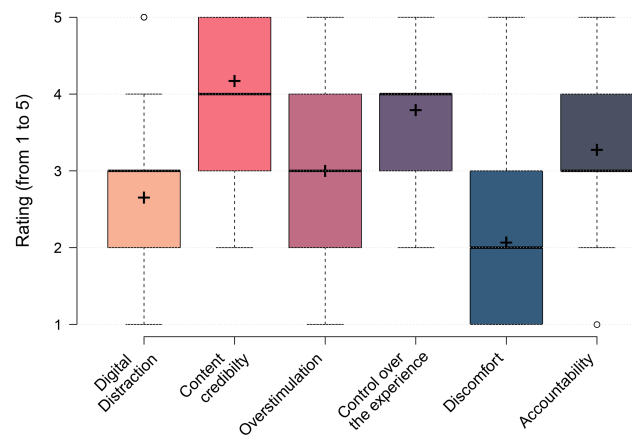 Rating (from 1 to 5)
5
4
3
2
1
Digital
Distraction
Content
credibilty
Overstimulation
Control over
the experience
Discomfort
Accountability